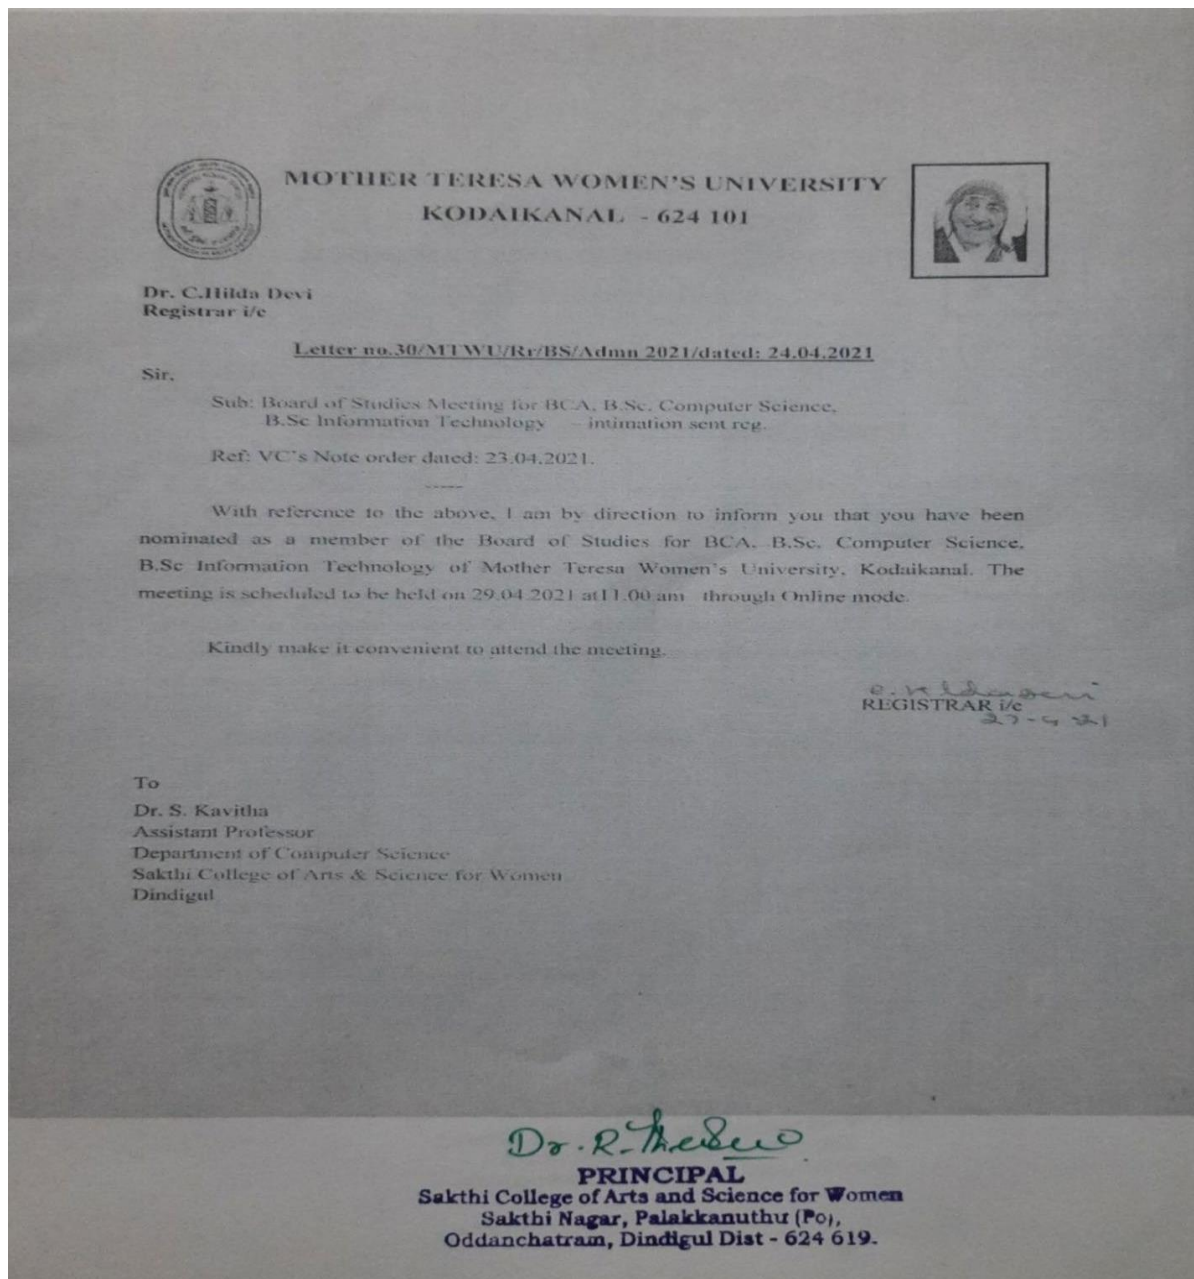 MOTHER TERESA WOMEN'S UNIVERSITY
KODAIKANAL - 624 101
Dr. C.Hilda Devi
Registrar i/c
Letter no.30/MTWU/Rr/BS/Admn 2021/dated: 24.04.2021
Sir,
Sub: Board of Studies Meeting for BCA, B.Sc. Computer Science,
B.Sc Information Technology – intimation sent reg.
Ref: VC's Note order dated: 23.04.2021.
-----
With reference to the above, I am by direction to inform you that you have been
nominated as a member of the Board of Studies for BCA, B.Sc. Computer Science,
B.Sc Information Technology of Mother Teresa Women's University, Kodaikanal. The
meeting is scheduled to be held on 29.04.2021 at11.00 am through Online mode.
Kindly make it convenient to attend the meeting.
REGISTRAR i/c
To
Dr. S. Kavitha
Assistant Professor
Department of Computer Science
Sakthi College of Arts & Science for Women
Dindigul
Dr. R.
PRINCIPAL
Sakthi College of Arts and Science for Women
Sakthi Nagar, Palakkanuthu (Po),
Oddanchatram, Dindigul Dist - 624 619.